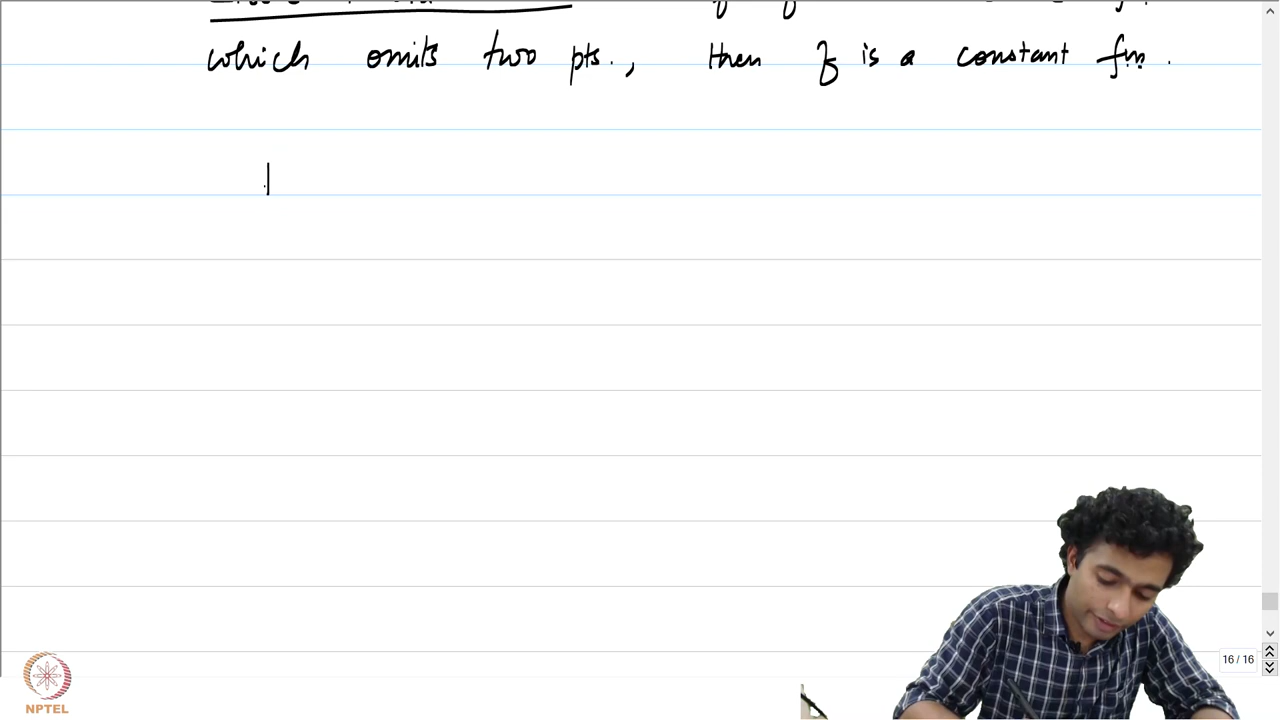 which omits two pts., then f is a constant fn.
16 / 16
NPTEL